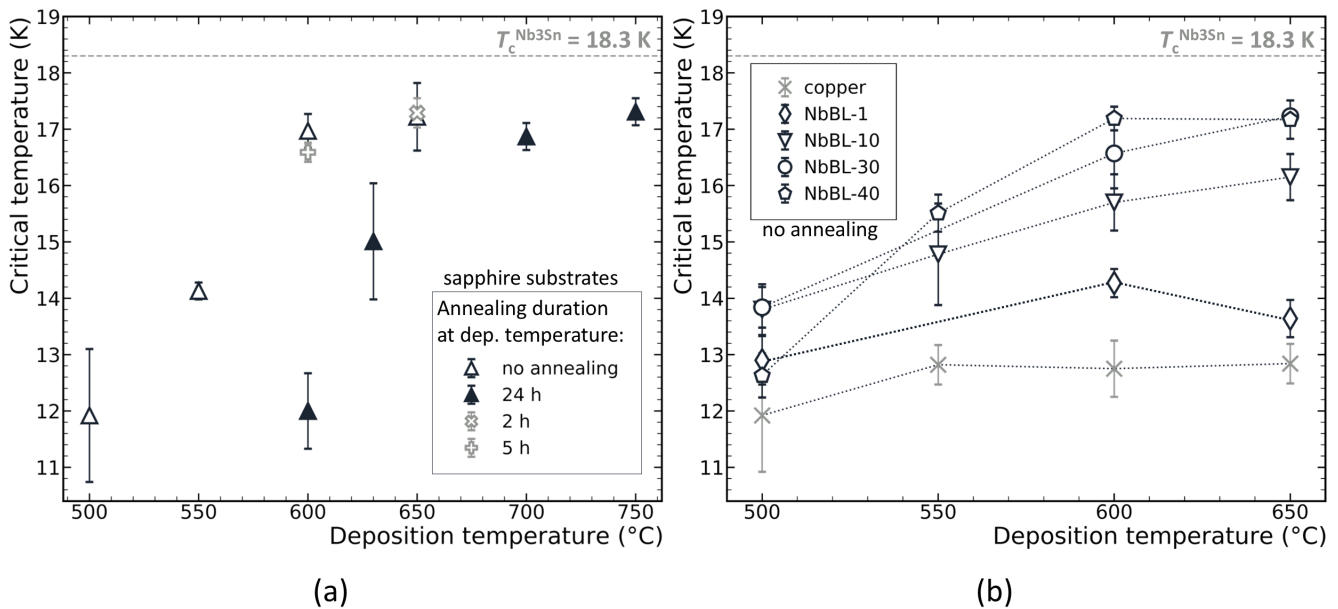 19
18
17
16
15
14
13
12
11
Critical temperature (K)
T_c^Nb3Sn = 18.3 K
sapphire substrates
Annealing duration
at dep. temperature:
no annealing
24 h
2 h
5 h
500 550 600 650 700 750
Deposition temperature (°C)
(a)
19
18
17
16
15
14
13
12
11
Critical temperature (K)
T_c^Nb3Sn = 18.3 K
copper
NbBL-1
NbBL-10
NbBL-30
NbBL-40
no annealing
500 550 600 650
Deposition temperature (°C)
(b)